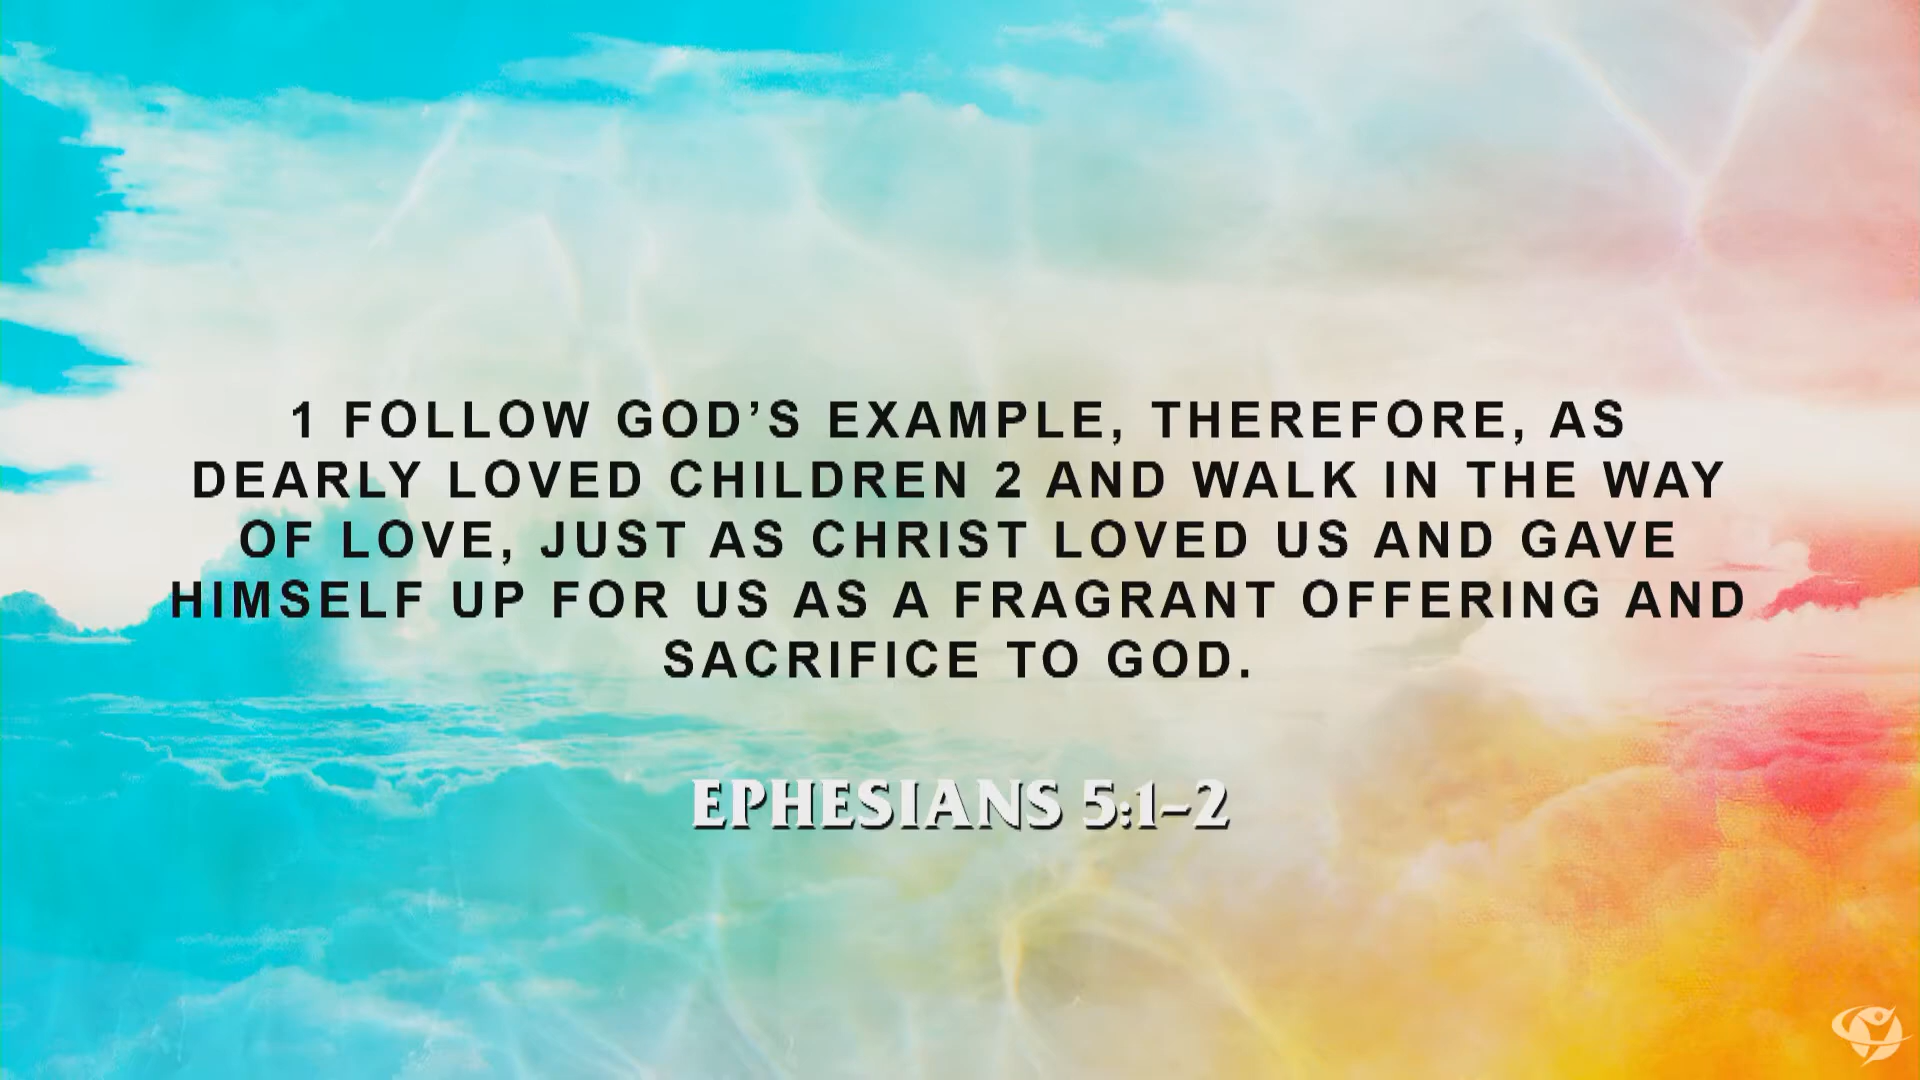 1 FOLLOW GOD’S EXAMPLE, THEREFORE, AS
DEARLY LOVED CHILDREN 2 AND WALK IN THE WAY
OF LOVE, JUST AS CHRIST LOVED US AND GAVE
HIMSELF UP FOR US AS A FRAGRANT OFFERING AND
SACRIFICE TO GOD.
EPHESIANS 5:1–2